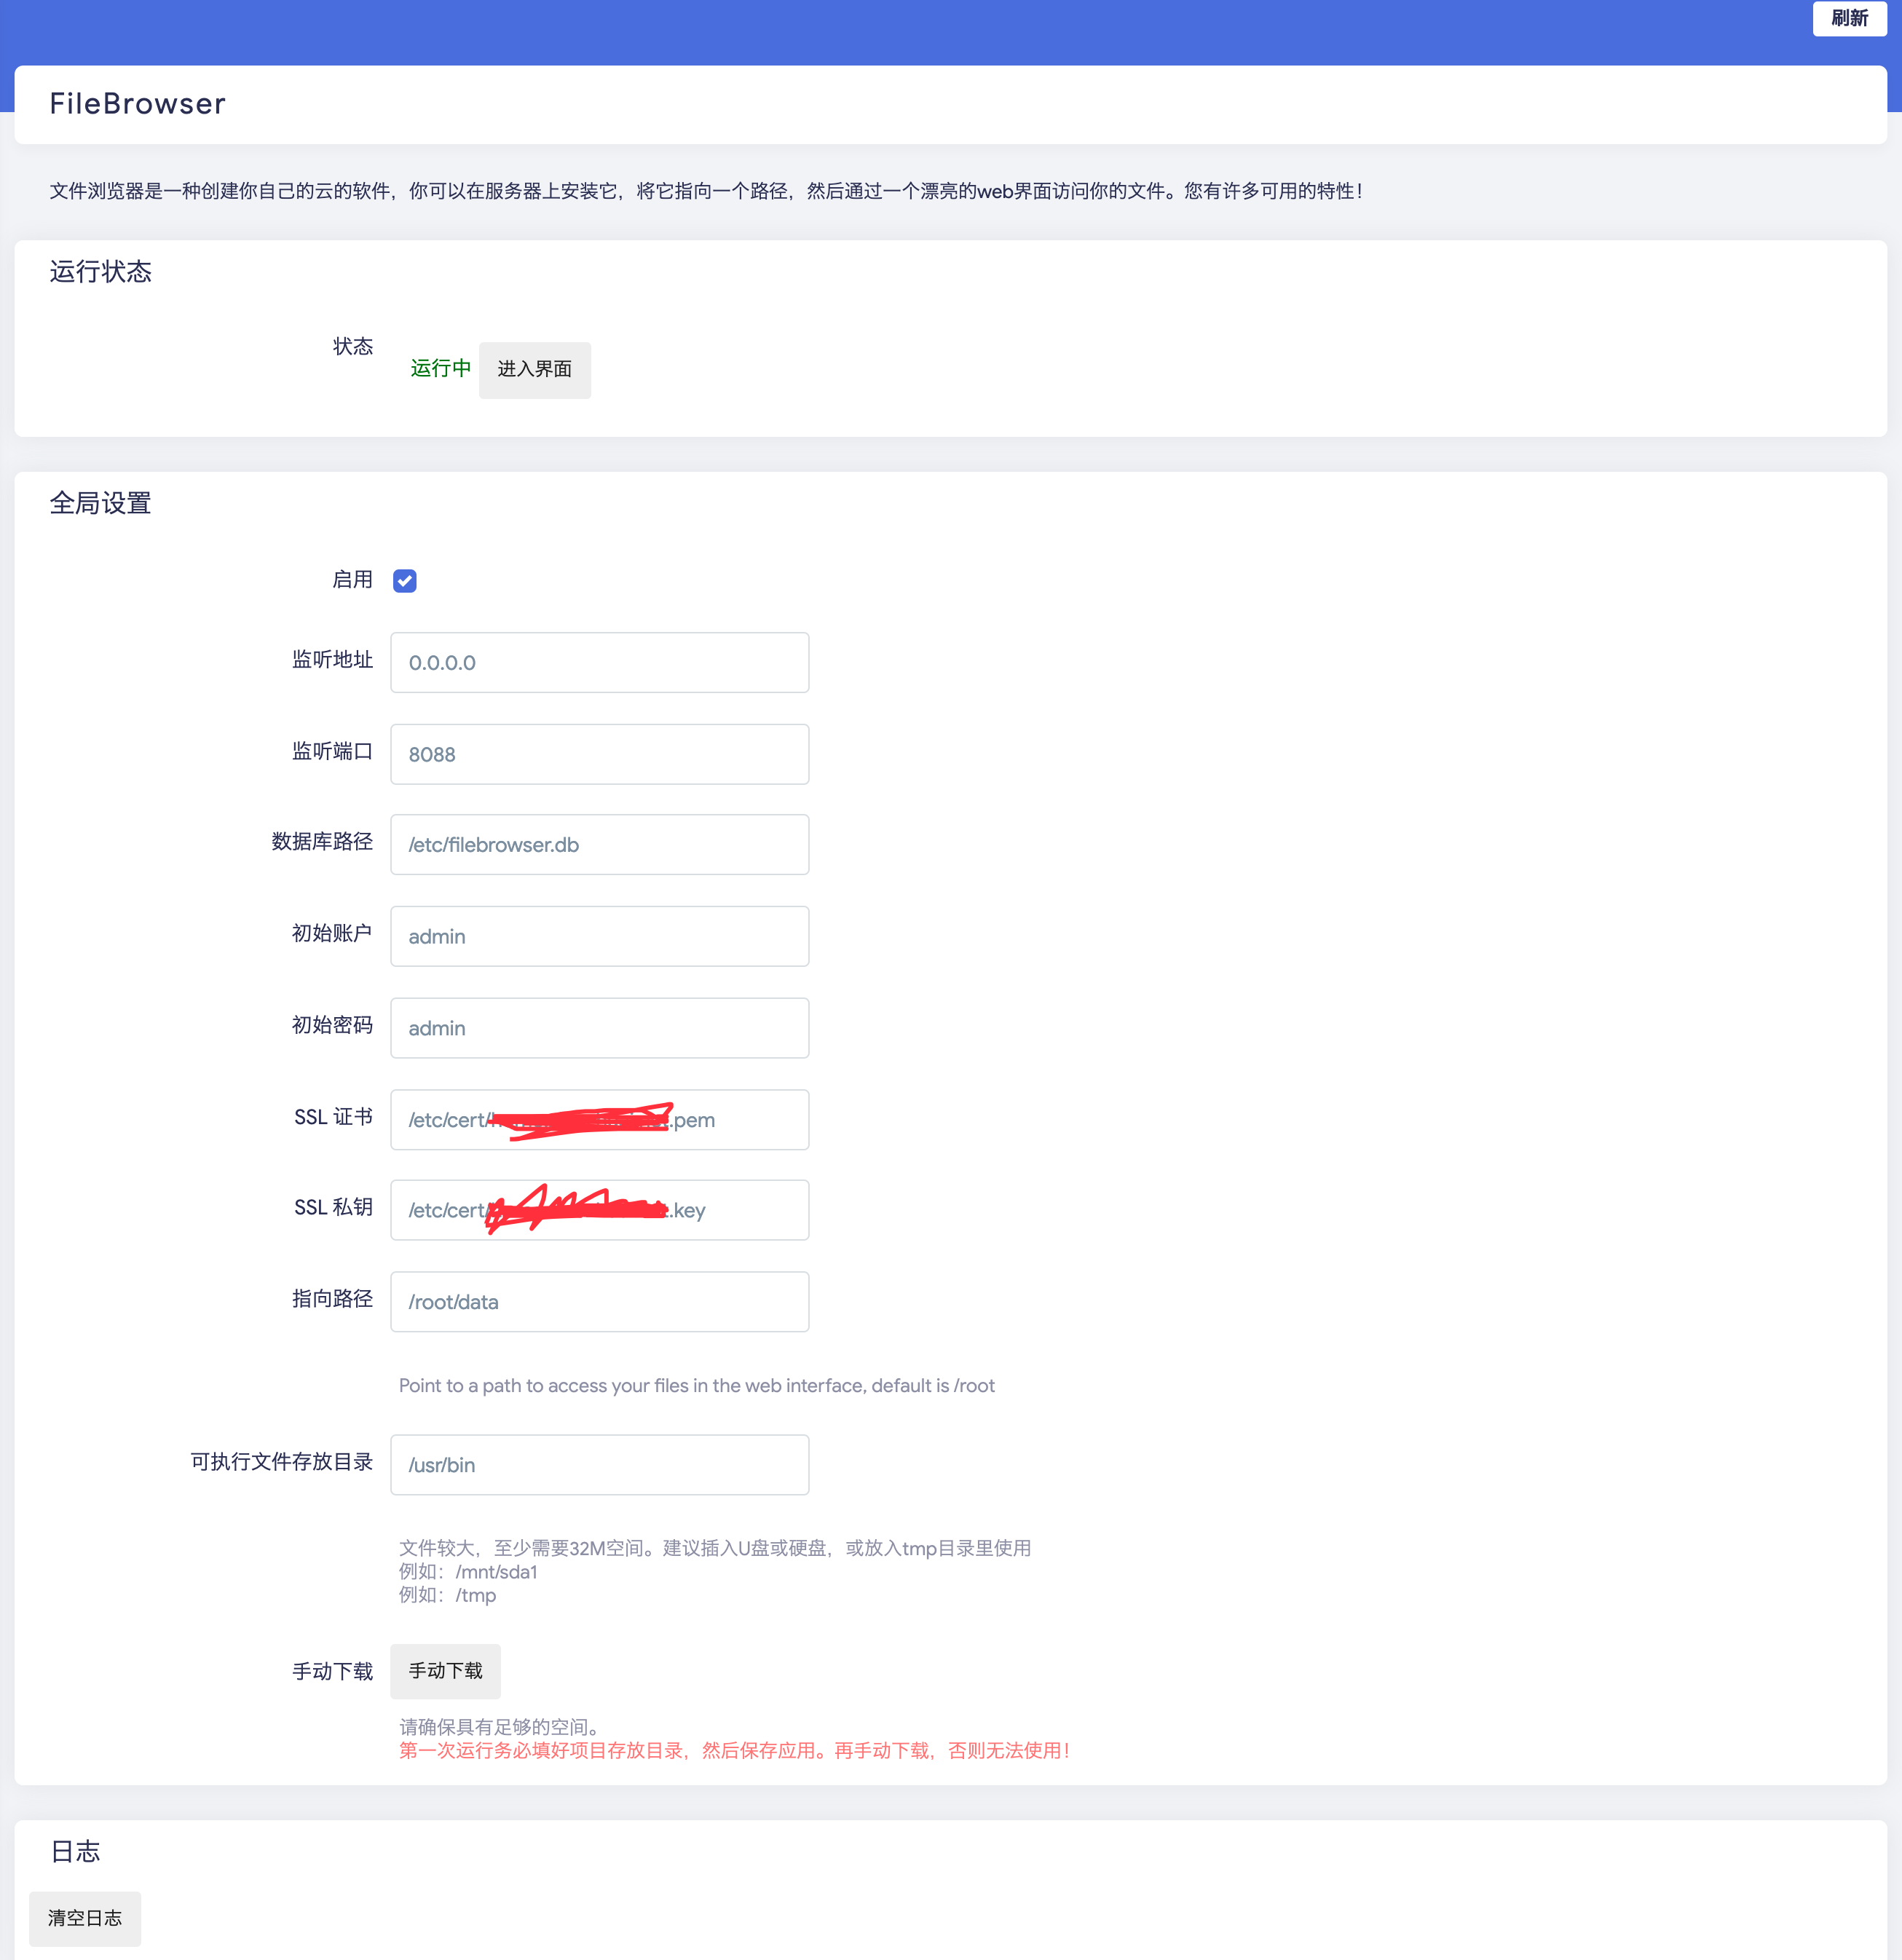 刷新
FileBrowser
文件浏览器是一种创建你自己的云的软件，你可以在服务器上安装它，将它指向一个路径，然后通过一个漂亮的web界面访问你的文件。您有许多可用的特性！
运行状态
状态
运行中 进入界面
全局设置
启用
监听地址 0.0.0.0
监听端口 8088
数据库路径 /etc/filebrowser.db
初始账户 admin
初始密码 admin
SSL 证书 /etc/cert/ .pem
SSL 私钥 /etc/cert/ .key
指向路径 /root/data
Point to a path to access your files in the web interface, default is /root
可执行文件存放目录 /usr/bin
文件较大，至少需要32M空间。建议插入U盘或硬盘，或放入tmp目录里使用
例如：/mnt/sda1
例如：/tmp
手动下载 手动下载
请确保具有足够的空间。
第一次运行务必填好项目存放目录，然后保存应用。再手动下载，否则无法使用！
日志
清空日志